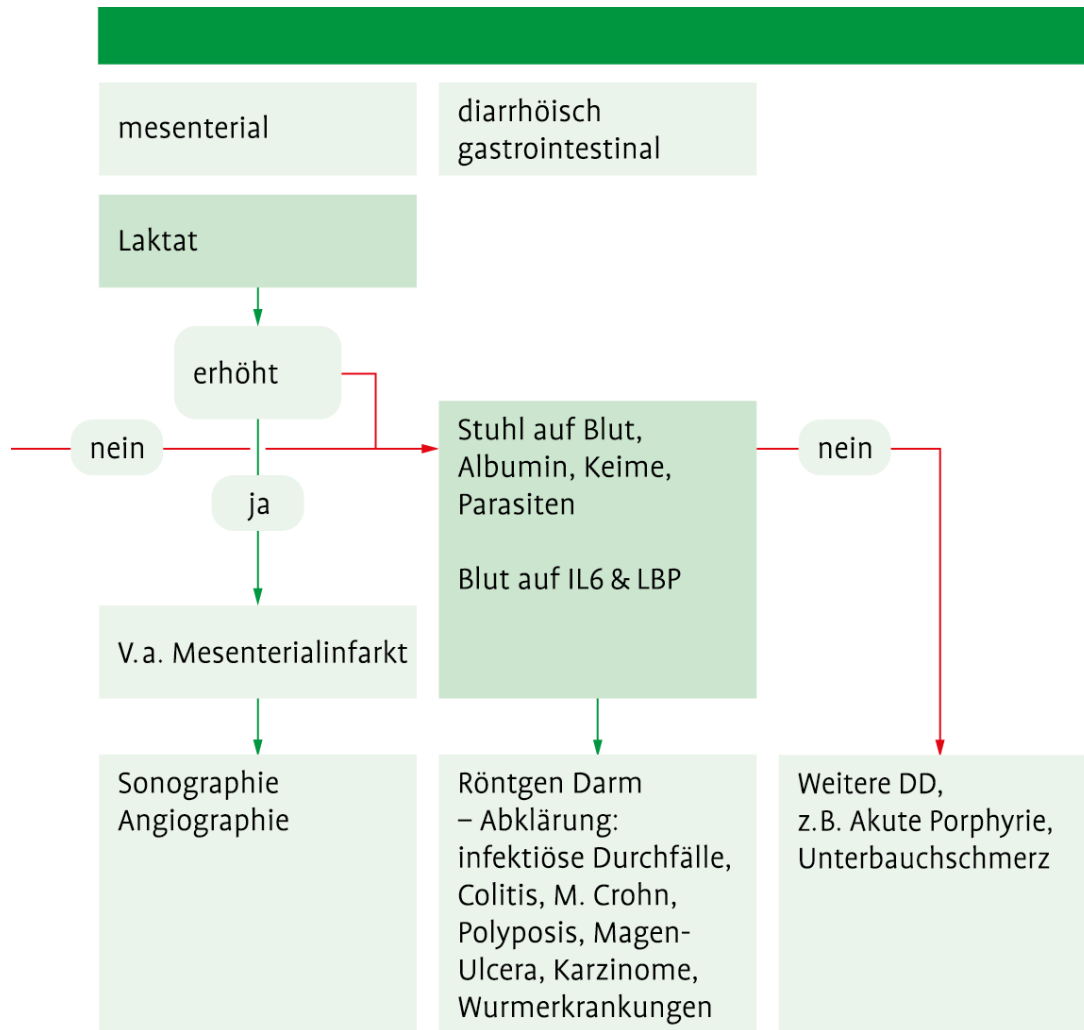 mesenterial
diarrhöisch
gastrointestinal
Laktat
erhöht
nein
ja
V.a. Mesenterialinfarkt
Sonographie
Angiographie
Stuhl auf Blut,
Albumin, Keime,
Parasiten
Blut auf IL6 & LBP
nein
Röntgen Darm
– Abklärung:
infektiöse Durchfälle,
Colitis, M. Crohn,
Polyposis, Magen-
Ulcera, Karzinome,
Wurmerkrankungen
Weitere DD,
z.B. Akute Porphyrie,
Unterbauchschmerz